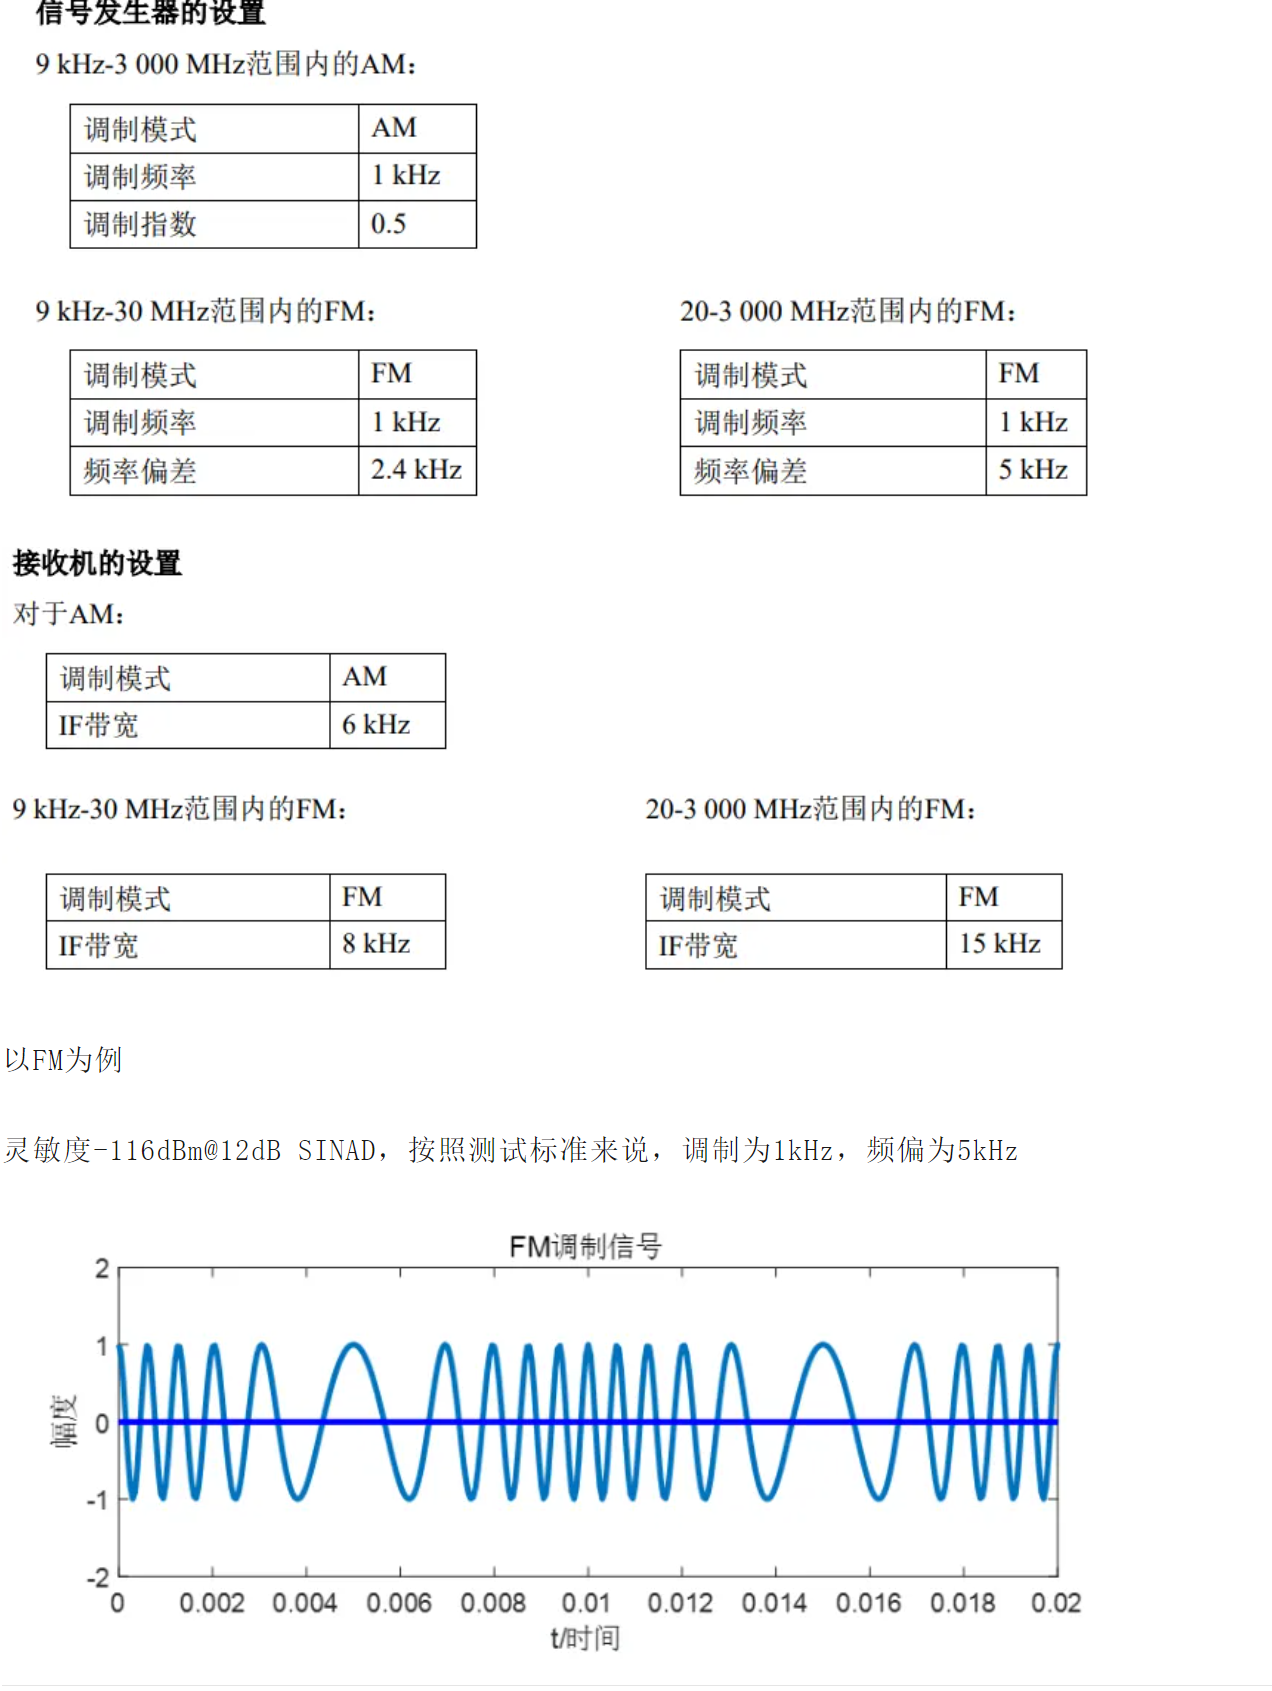 信号发生器的设置
9 kHz-3 000 MHz范围内的AM：
调制模式 AM
调制频率 1 kHz
调制指数 0.5
9 kHz-30 MHz范围内的FM：
调制模式 FM
调制频率 1 kHz
频率偏差 2.4 kHz
20-3 000 MHz范围内的FM：
调制模式 FM
调制频率 1 kHz
频率偏差 5 kHz
接收机的设置
对于AM：
调制模式 AM
IF带宽 6 kHz
9 kHz-30 MHz范围内的FM：
调制模式 FM
IF带宽 8 kHz
20-3 000 MHz范围内的FM：
调制模式 FM
IF带宽 15 kHz
以FM为例
灵敏度-116dBm@12dB SINAD，按照测试标准来说，调制为1kHz，频偏为5kHz
FM调制信号
2
1
0
-1
-2
幅度
0 0.002 0.004 0.006 0.008 0.01 0.012 0.014 0.016 0.018 0.02
t/时间